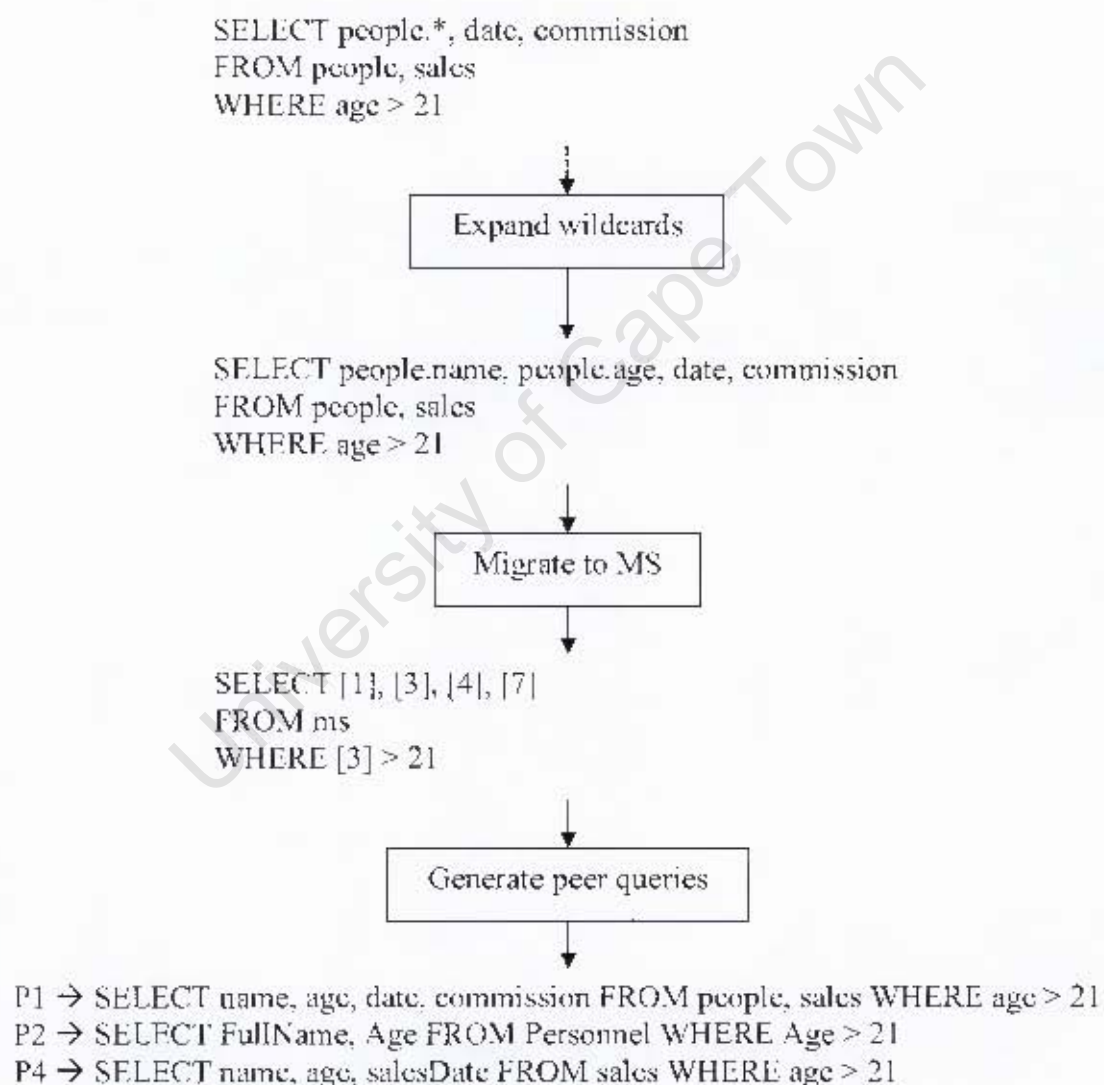 SELECT people.*, date, commission
FROM people, sales
WHERE age > 21
Expand wildcards
SELECT people.name, people.age, date, commission
FROM people, sales
WHERE age > 21
Migrate to MS
SELECT [1], [3], [4], [7]
FROM ms
WHERE [3] > 21
Generate peer queries
P1 → SELECT name, age, date, commission FROM people, sales WHERE age > 21
P2 → SELECT FullName, Age FROM Personnel WHERE Age > 21
P4 → SELECT name, age, salesDate FROM sales WHERE age > 21
University of Cape Town